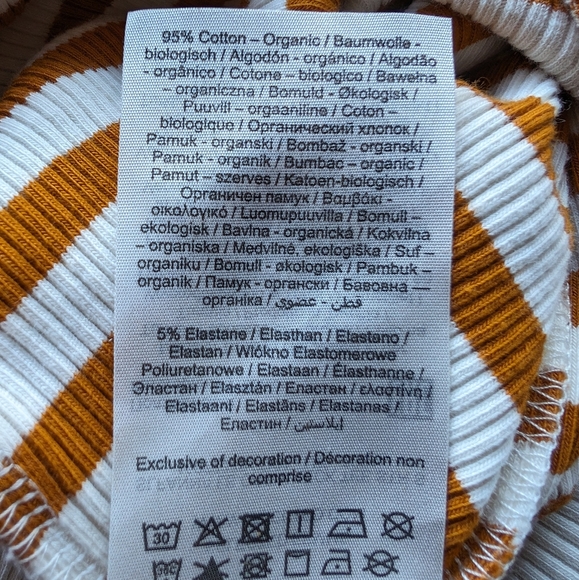 95% Cotton – Organic / Baumwolle -
biologisch / Algodón - orgánico / Algodão
- orgânico / Cotone – biologico / Bawełna
– organiczna / Bomuld – Økologisk /
Puuvill – orgaaniline / Coton –
biologique / Органический хлопок /
Pamuk - organski / Bombaž - organski /
Pamuk - organik / Bumbac – organic /
Pamut – szerves / Katoen-biologisch /
Органичен памук / Βαμβάκι -
οικολογικό / Luomupuuvilla / Bomull –
ekologisk / Bavlna - organická / Kokvilna
– organiska / Medvilnė, ekologiška / Suf –
organiku / Bomull - økologisk / Pambuk –
organik / Памук - органски / Бавовна —
органіка / قطن - عضوي
5% Elastane / Elasthan / Elastano /
Elastan / Włókno Elastomerowe
Poliuretanowe / Elastaan / Élasthanne /
Эластан / Elasztán / Еластан / ελαστίνη /
Elastaani / Elastāns / Elastanas /
Еластин / إيلاستين
Exclusive of decoration / Décoration non
comprise
30